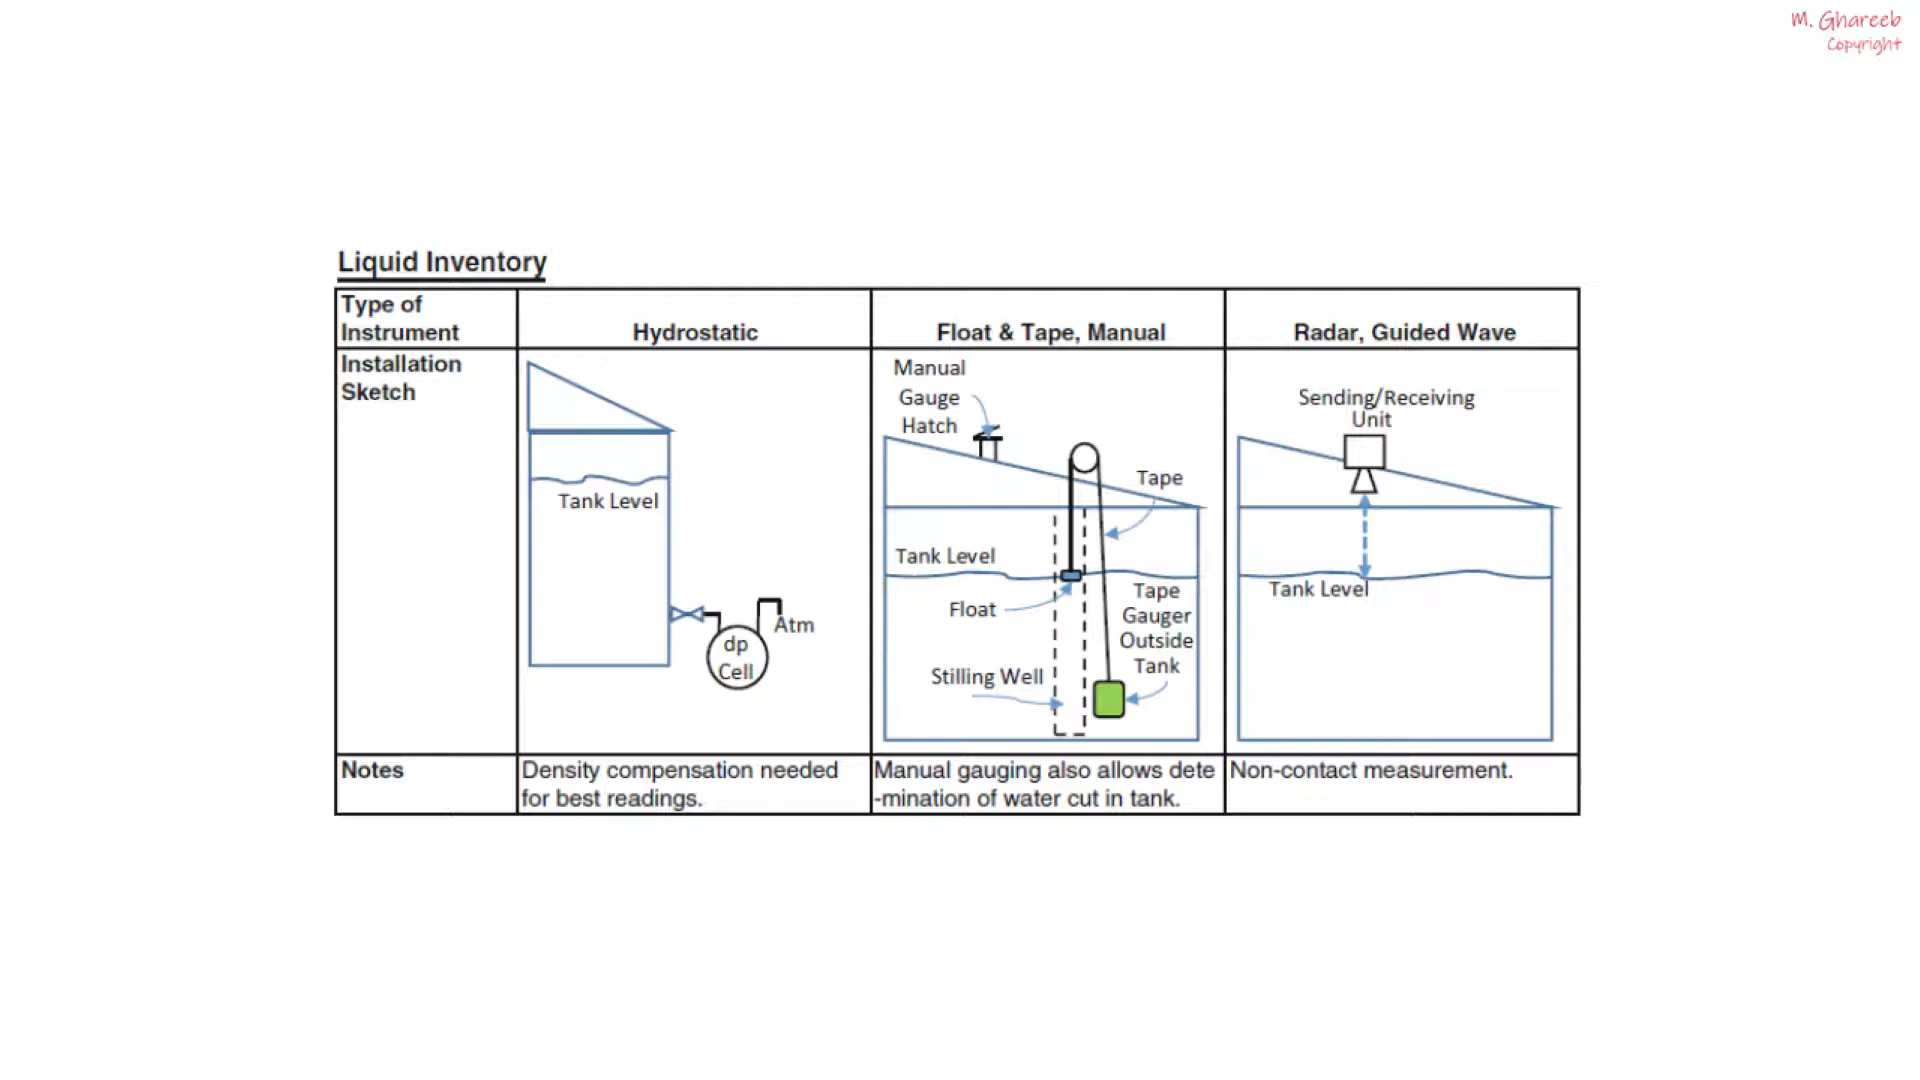 M. Ghareeb
Copyright
Liquid Inventory
Type of
Instrument
Hydrostatic
Float & Tape, Manual
Radar, Guided Wave
Installation
Sketch
Tank Level
Atm
dp
Cell
Manual
Gauge
Hatch
Tape
Tank Level
Float
Tape
Gauger
Outside
Tank
Stilling Well
Sending/Receiving
Unit
Tank Level
Notes
Density compensation needed
for best readings.
Manual gauging also allows dete
-mination of water cut in tank.
Non-contact measurement.